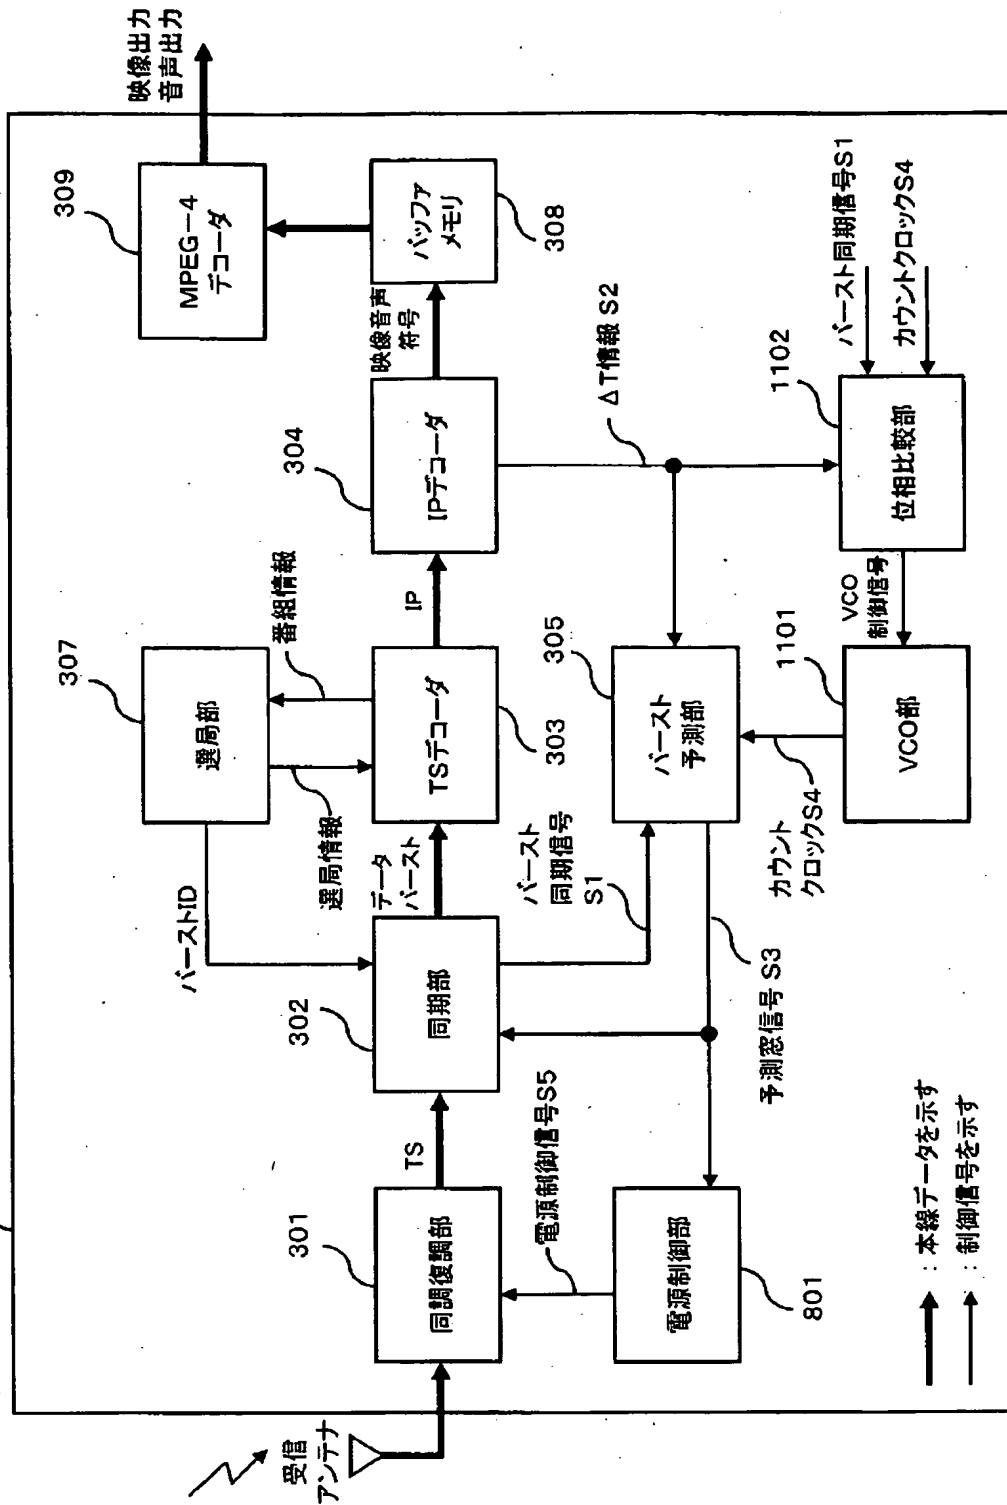 映像出力
音声出力
309
MPEG−4
デコーダ
バッファ
メモリ
308
映像音声
符号
304
IPデコーダ
ΔT情報 S2
バースト同期信号S1
カウントクロックS4
1102
位相比較部
307
選局部
番組情報
IP
選局情報
TSデコーダ
303
305
バースト
予測部
VCO
制御信号
1101
VCO部
カウント
クロックS4
バーストID
データ
バースト
バースト
同期信号
S1
302
同期部
予測窓信号 S3
TS
301
同調復調部
電源制御信号S5
電源制御部
801
受信
アンテナ
：本線データを示す
：制御信号を示す